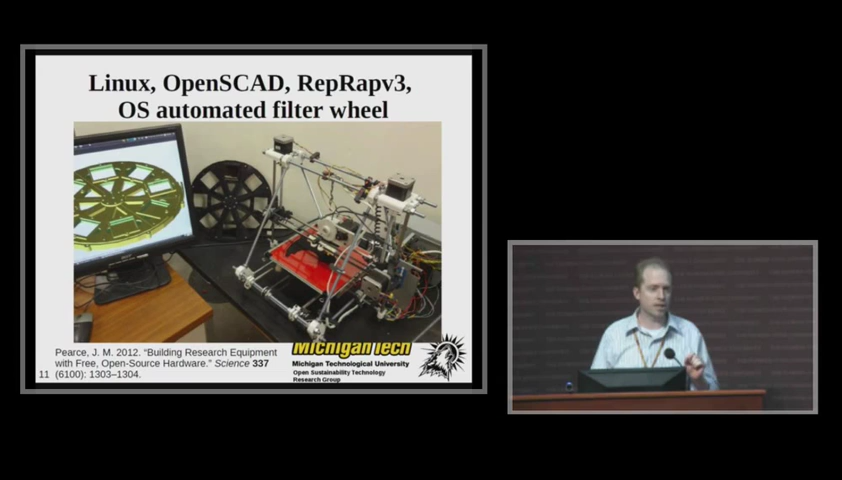 Linux, OpenSCAD, RepRapv3,
OS automated filter wheel
Pearce, J. M. 2012. “Building Research Equipment
with Free, Open-Source Hardware.” Science 337
11 (6100): 1303–1304.
Michigan Tech
Michigan Technological University
Open Sustainability Technology
Research Group